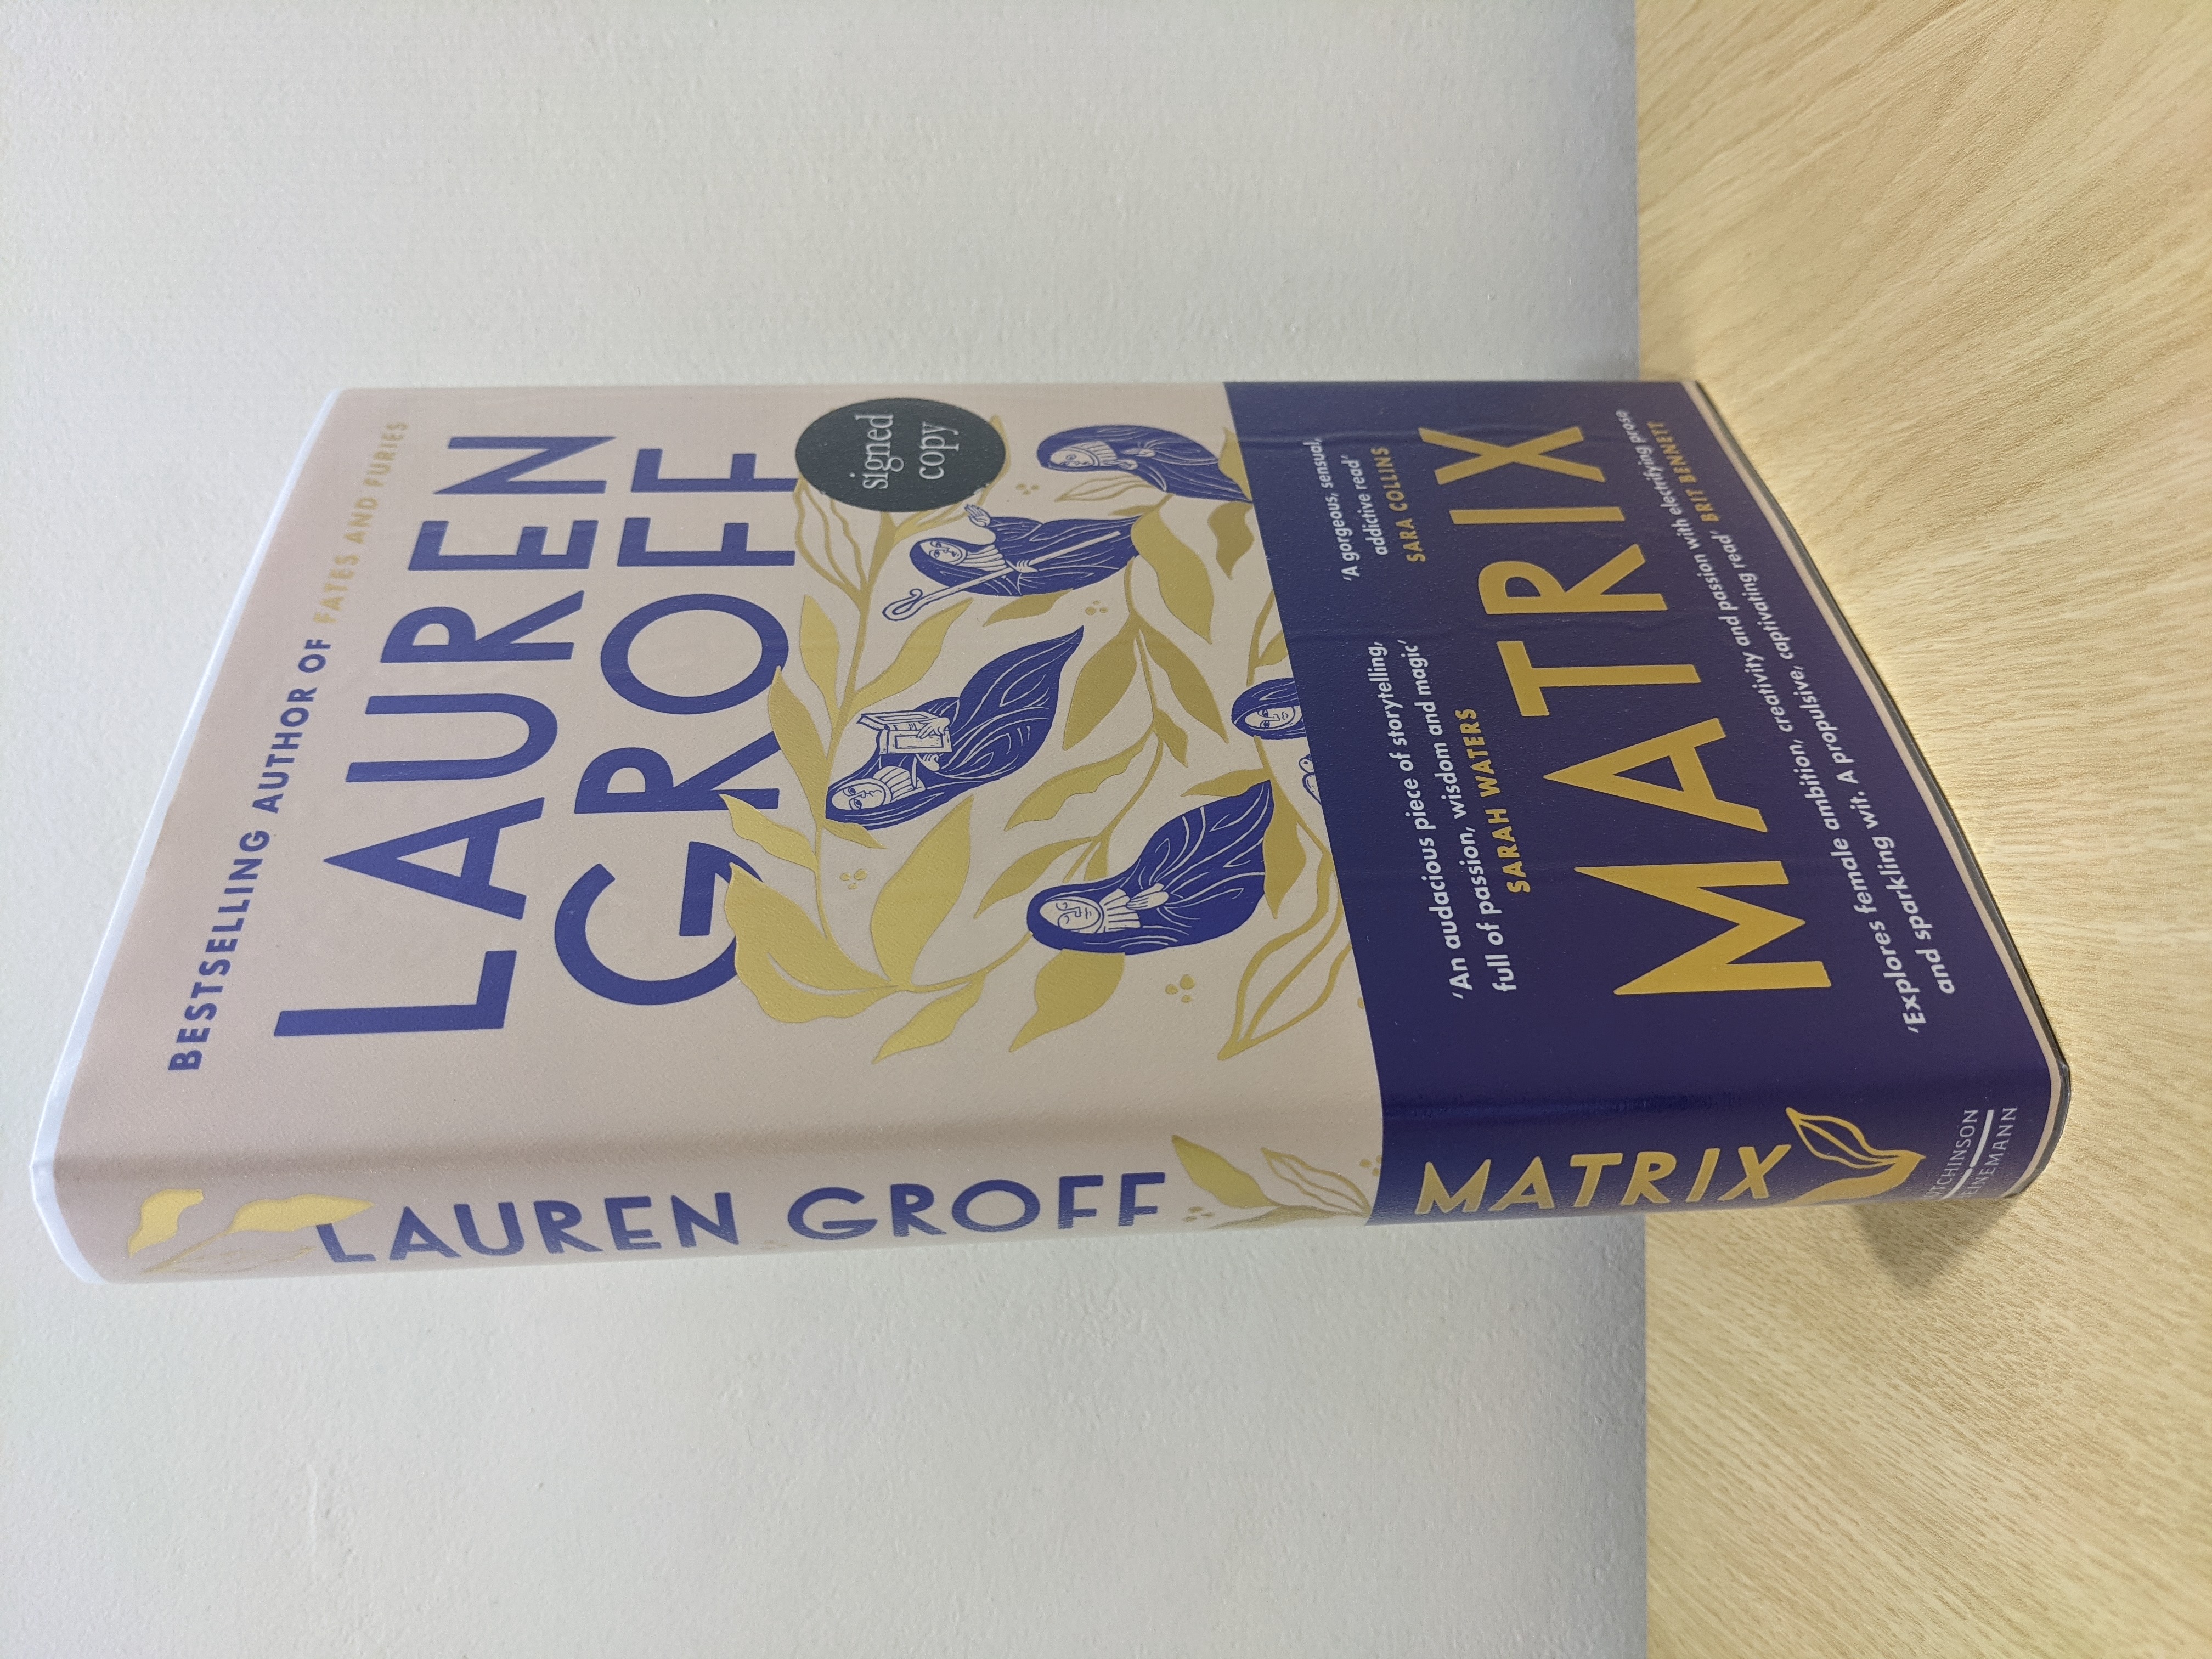 BESTSELLING AUTHOR OF FATES AND FURIES
LAUREN
GROFF
signed
copy
'An audacious piece of storytelling,
full of passion, wisdom and magic'
SARAH WATERS
'A gorgeous, sensual,
addictive read'
SARA COLLINS
MATRIX
'Explores female ambition, creativity and passion with electrifying prose
and sparkling wit. A propulsive, captivating read' BRIT BENNETT
LAUREN GROFF
MATRIX
HUTCHINSON
HEINEMANN